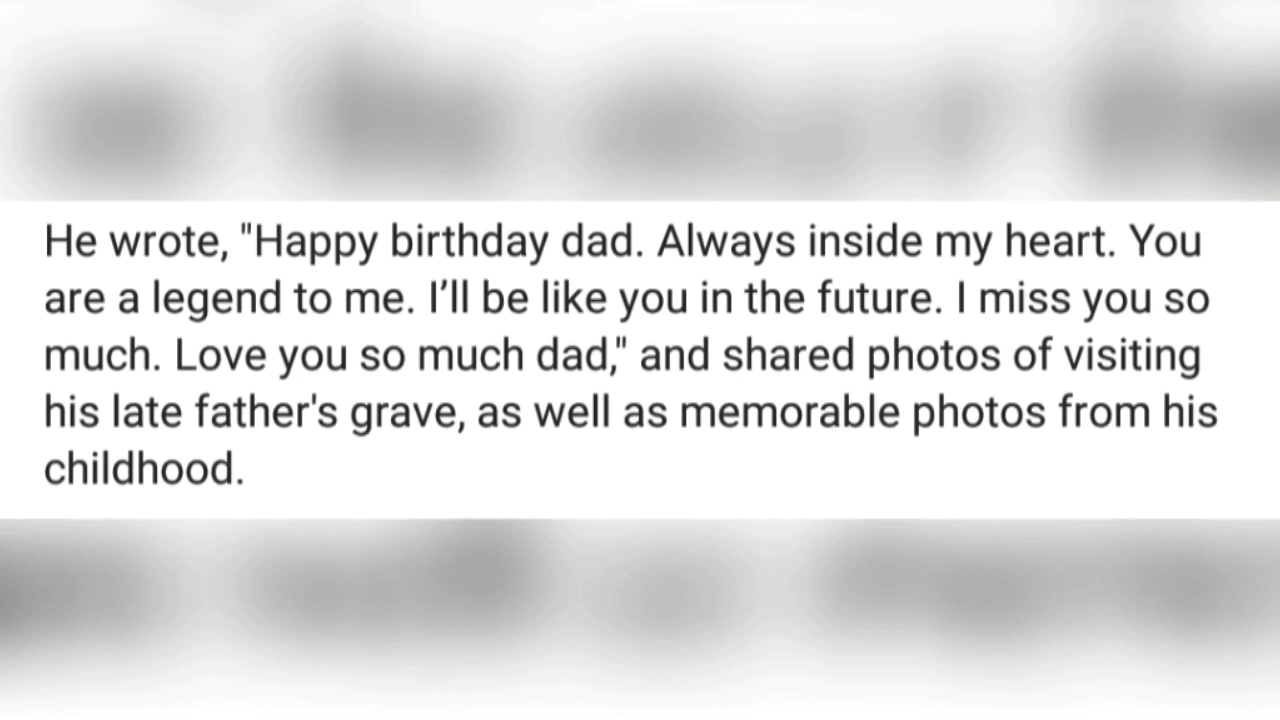 He wrote, "Happy birthday dad. Always inside my heart. You
are a legend to me. I’ll be like you in the future. I miss you so
much. Love you so much dad," and shared photos of visiting
his late father's grave, as well as memorable photos from his
childhood.